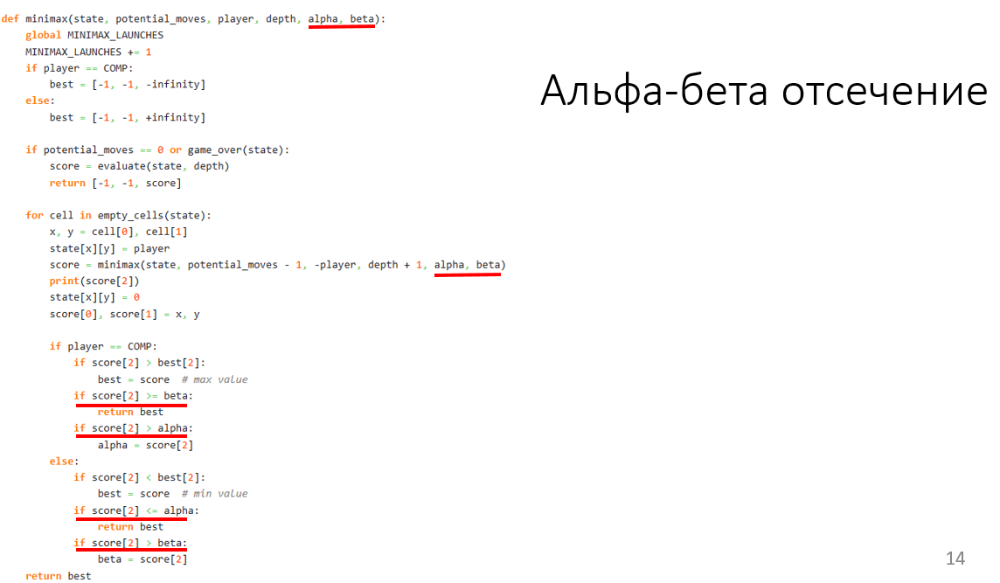 def minimax(state, potential_moves, player, depth, alpha, beta):
    global MINIMAX_LAUNCHES
    MINIMAX_LAUNCHES += 1
    if player == COMP:
        best = [-1, -1, -infinity]
    else:
        best = [-1, -1, +infinity]

    if potential_moves == 0 or game_over(state):
        score = evaluate(state, depth)
        return [-1, -1, score]

    for cell in empty_cells(state):
        x, y = cell[0], cell[1]
        state[x][y] = player
        score = minimax(state, potential_moves - 1, -player, depth + 1, alpha, beta)
        print(score[2])
        state[x][y] = 0
        score[0], score[1] = x, y

        if player == COMP:
            if score[2] > best[2]:
                best = score  # max value
            if score[2] >= beta:
                return best
            if score[2] > alpha:
                alpha = score[2]
        else:
            if score[2] < best[2]:
                best = score  # min value
            if score[2] <= alpha:
                return best
            if score[2] > beta:
                beta = score[2]
    return best
Альфа-бета отсечение
14